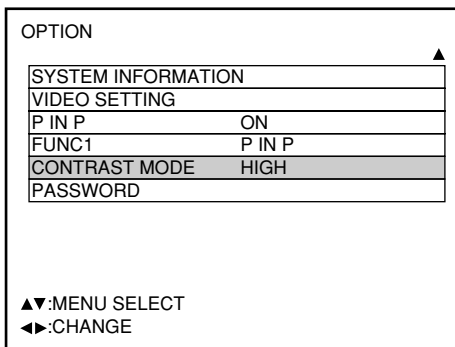 OPTION
▲
SYSTEM INFORMATION
VIDEO SETTING
P IN P ON
FUNC1 P IN P
CONTRAST MODE HIGH
PASSWORD
▲▼:MENU SELECT
◀▶:CHANGE